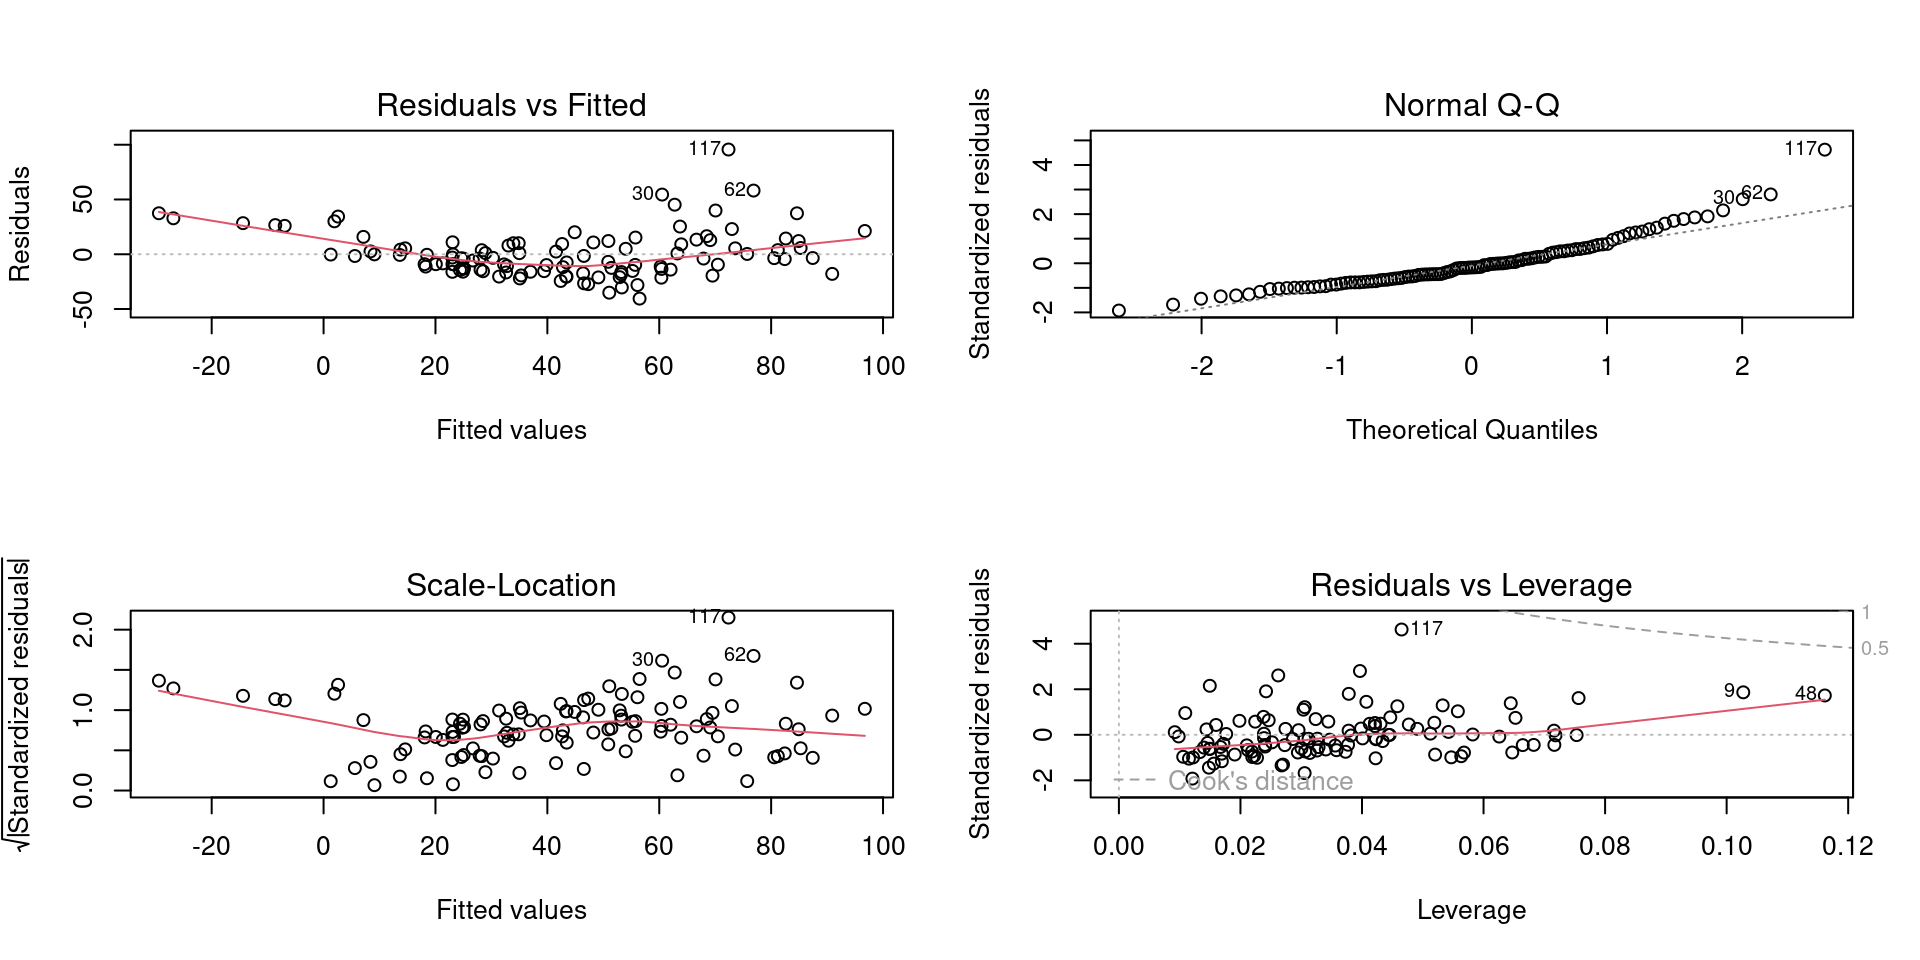 Residuals vs Fitted
Residuals
50
0
-50
117
30
62
-20 0 20 40 60 80 100
Fitted values
Normal Q-Q
Standardized residuals
4
2
0
-2
117
30
62
-2 -1 0 1 2
Theoretical Quantiles
Scale-Location
√|Standardized residuals|
2.0
1.0
0.0
117
30
62
-20 0 20 40 60 80 100
Fitted values
Residuals vs Leverage
Standardized residuals
4
2
0
-2
117
9
48
1
0.5
Cook's distance
0.00 0.02 0.04 0.06 0.08 0.10 0.12
Leverage